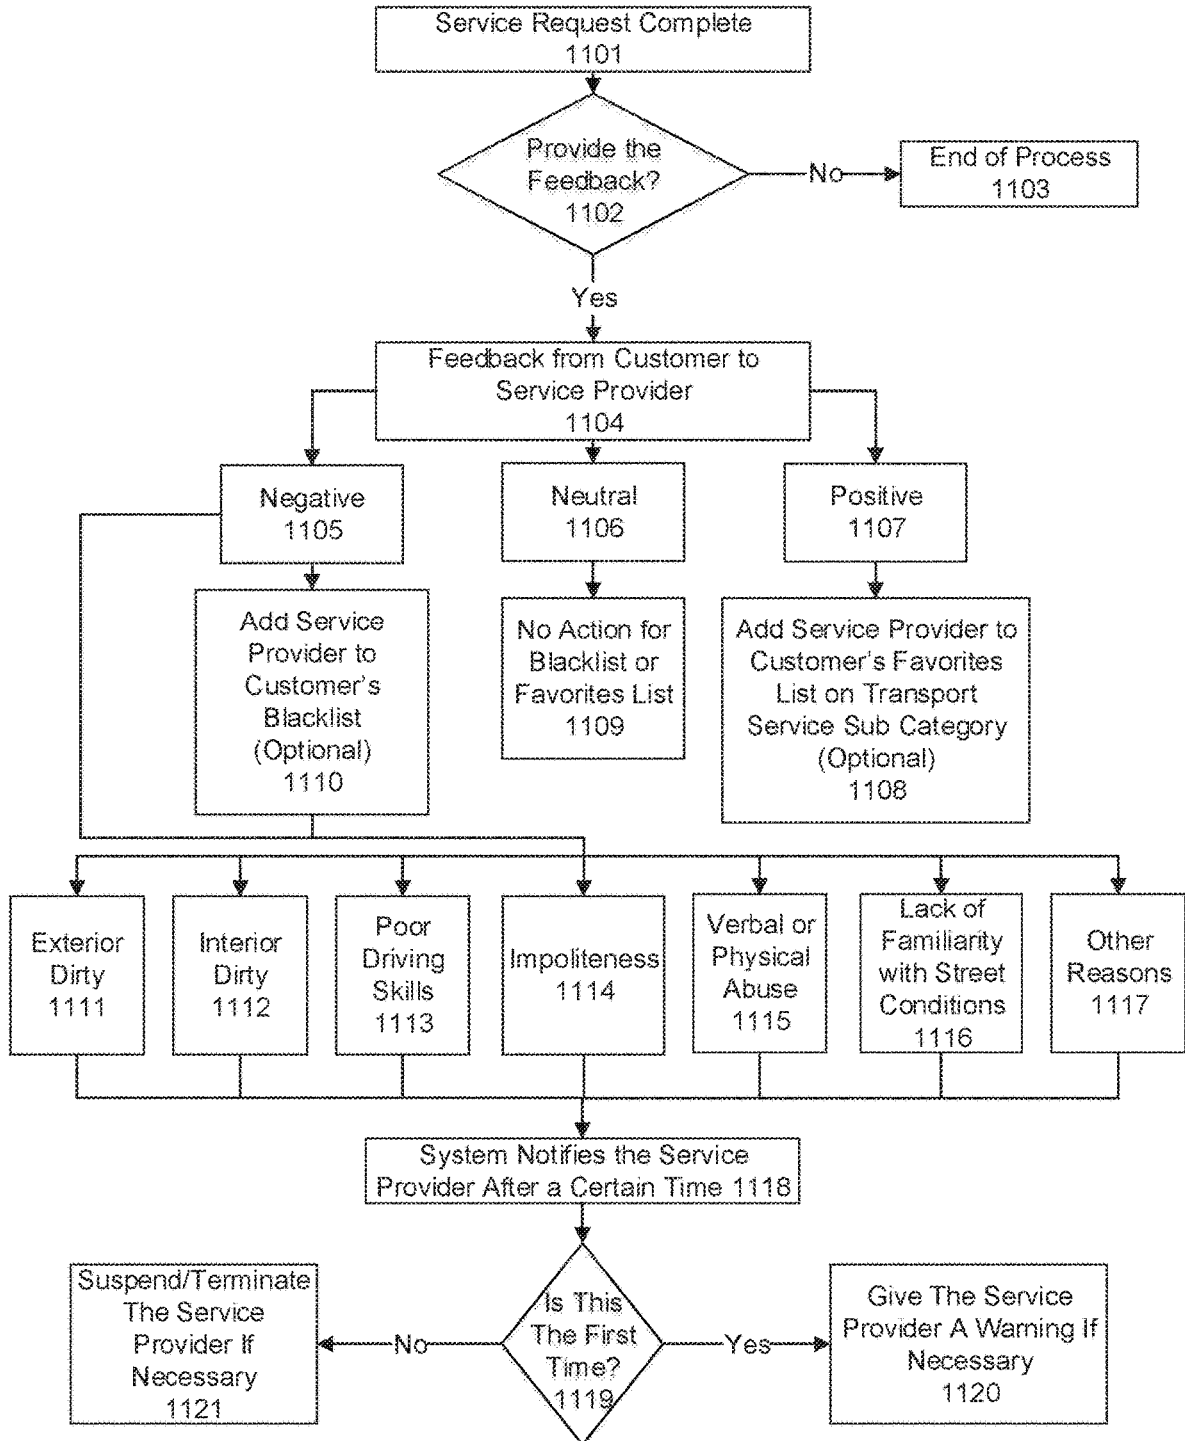 Service Request Complete
1101
Provide the
Feedback?
1102
No
End of Process
1103
Yes
Feedback from Customer to
Service Provider
1104
Negative
1105
Neutral
1106
Positive
1107
Add Service
Provider to
Customer's
Blacklist
(Optional)
1110
No Action for
Blacklist or
Favorites List
1109
Add Service Provider to
Customer's Favorites
List on Transport
Service Sub Category
(Optional)
1108
Exterior
Dirty
1111
Interior
Dirty
1112
Poor
Driving
Skills
1113
Impoliteness
1114
Verbal or
Physical
Abuse
1115
Lack of
Familiarity
with Street
Conditions
1116
Other
Reasons
1117
System Notifies the Service
Provider After a Certain Time 1118
Suspend/Terminate
The Service
Provider If
Necessary
1121
No
Is This
The First
Time?
1119
Yes
Give The Service
Provider A Warning If
Necessary
1120